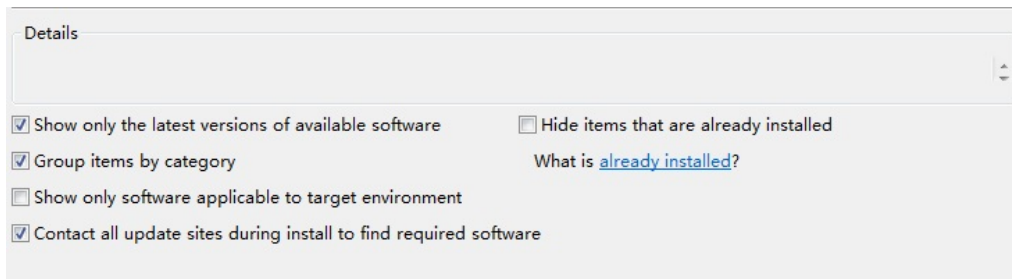 Details
Show only the latest versions of available software
Hide items that are already installed
Group items by category
What is already installed?
Show only software applicable to target environment
Contact all update sites during install to find required software